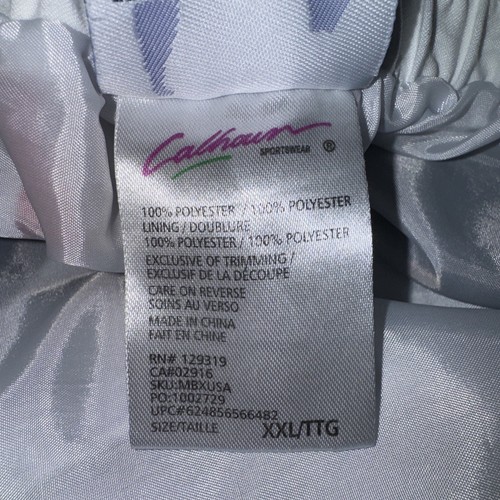 Calhoun
SPORTSWEAR ®
100% POLYESTER / 100% POLYESTER
LINING / DOUBLURE
100% POLYESTER / 100% POLYESTER
EXCLUSIVE OF TRIMMING /
EXCLUSIF DE LA DÉCOUPE
CARE ON REVERSE
SOINS AU VERSO
MADE IN CHINA
FAIT EN CHINE
RN# 129319
CA#02916
SKU:MBXUSA
PO:1002729
UPC#624856566482
SIZE/TAILLE XXL/TTG